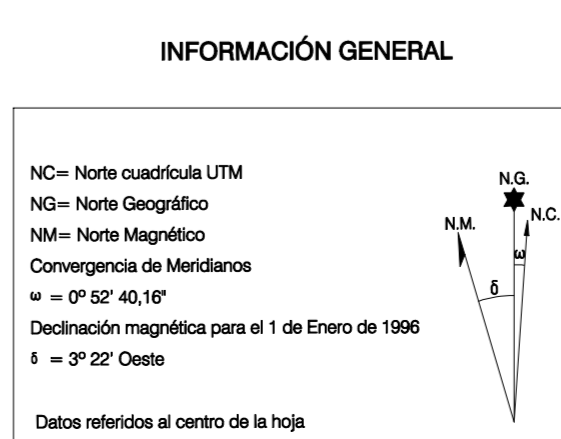 INFORMACIÓN GENERAL
NC= Norte cuadrícula UTM
NG= Norte Geográfico
NM= Norte Magnético
Convergencia de Meridianos
ω = 0º 52' 40,16"
Declinación magnética para el 1 de Enero de 1996
δ = 3º 22' Oeste
Datos referidos al centro de la hoja
N.G.
N.C.
N.M.
ω
δ